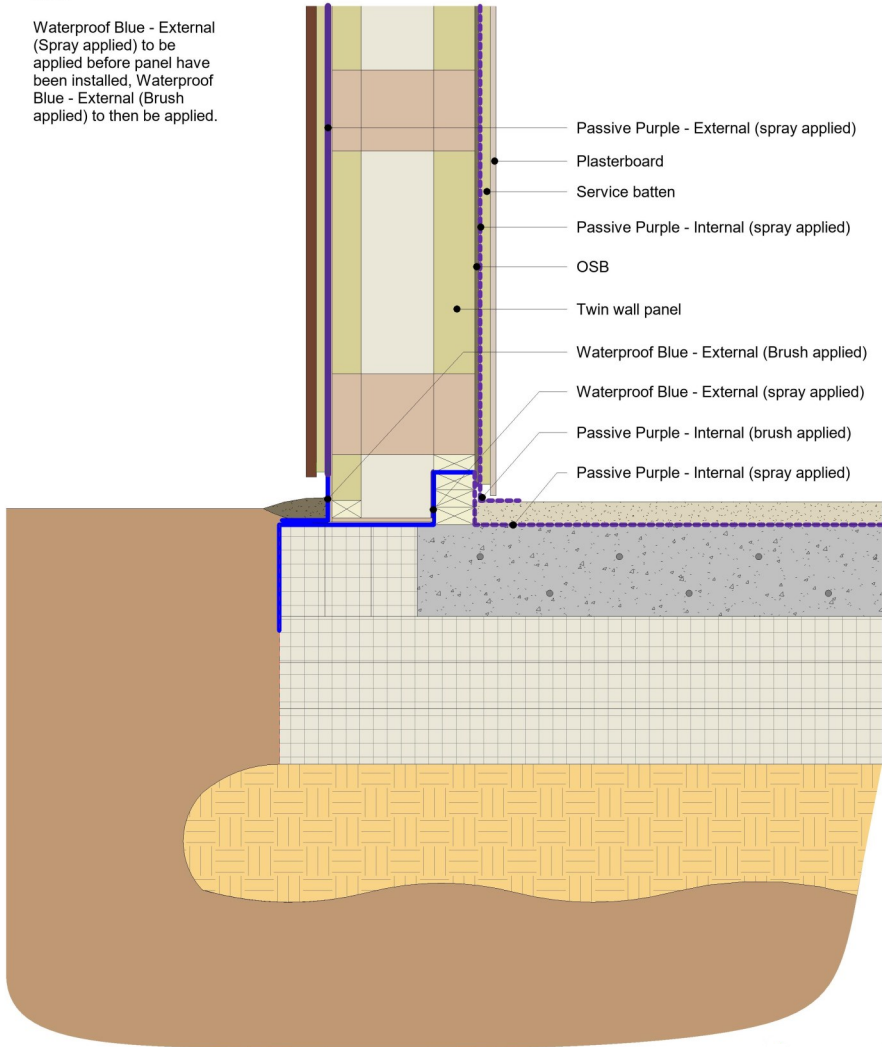 Waterproof Blue - External
(Spray applied) to be
applied before panel have
been installed, Waterproof
Blue - External (Brush
applied) to then be applied.
Passive Purple - External (spray applied)
Plasterboard
Service batten
Passive Purple - Internal (spray applied)
OSB
Twin wall panel
Waterproof Blue - External (Brush applied)
Waterproof Blue - External (spray applied)
Passive Purple - Internal (brush applied)
Passive Purple - Internal (spray applied)